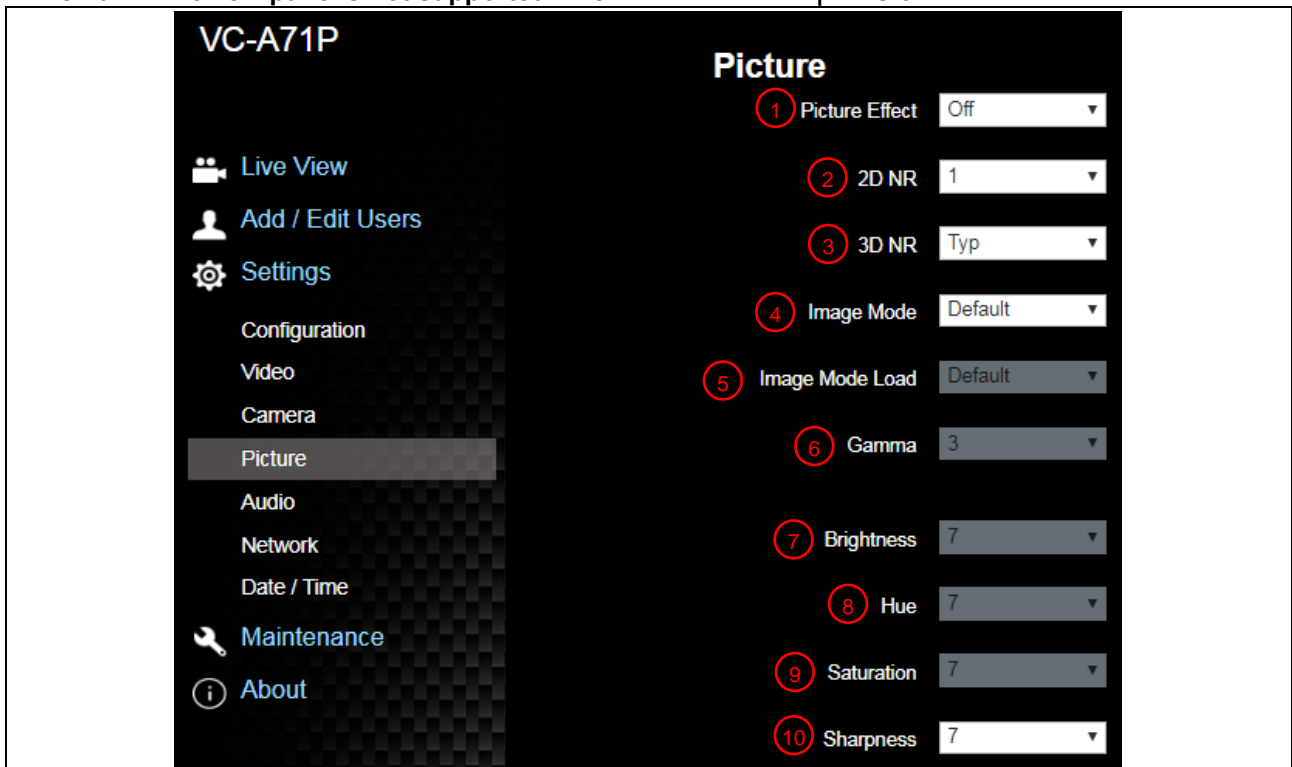 VC-A71P
Picture
1 Picture Effect Off
Live View
2 2D NR 1
Add / Edit Users
3 3D NR Typ
Settings
4 Image Mode Default
Configuration
Video
5 Image Mode Load Default
Camera
6 Gamma 3
Picture
Audio
7 Brightness 7
Network
Date / Time
8 Hue 7
Maintenance
9 Saturation 7
About
10 Sharpness 7